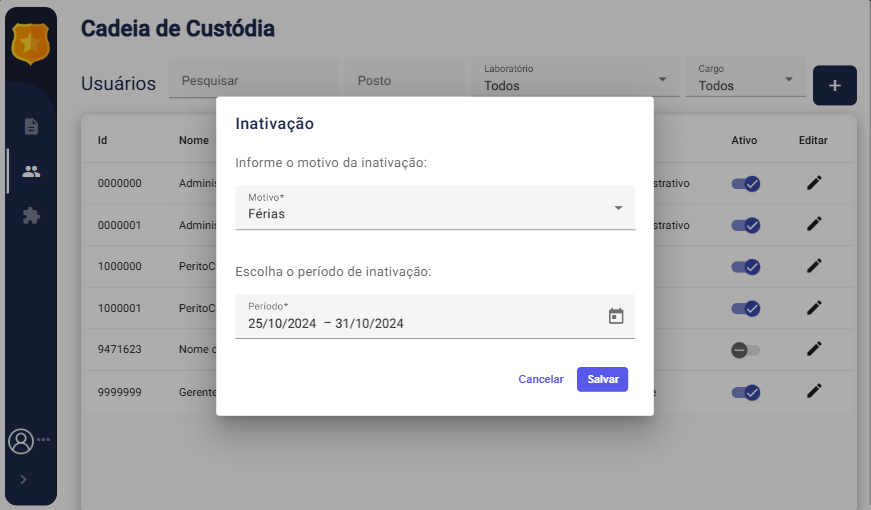 Cadeia de Custódia
Usuários
Pesquisar
Posto
Laboratório
Todos
Cargo
Todos
+
Id Nome Ativo Editar
0000000 Adminis strativo
0000001 Adminis strativo
1000000 PeritoC
1000001 PeritoC
9471623 Nome c
9999999 Gerente e
Inativação
Informe o motivo da inativação:
Motivo*
Férias
Escolha o período de inativação:
Período*
25/10/2024 – 31/10/2024
Cancelar
Salvar